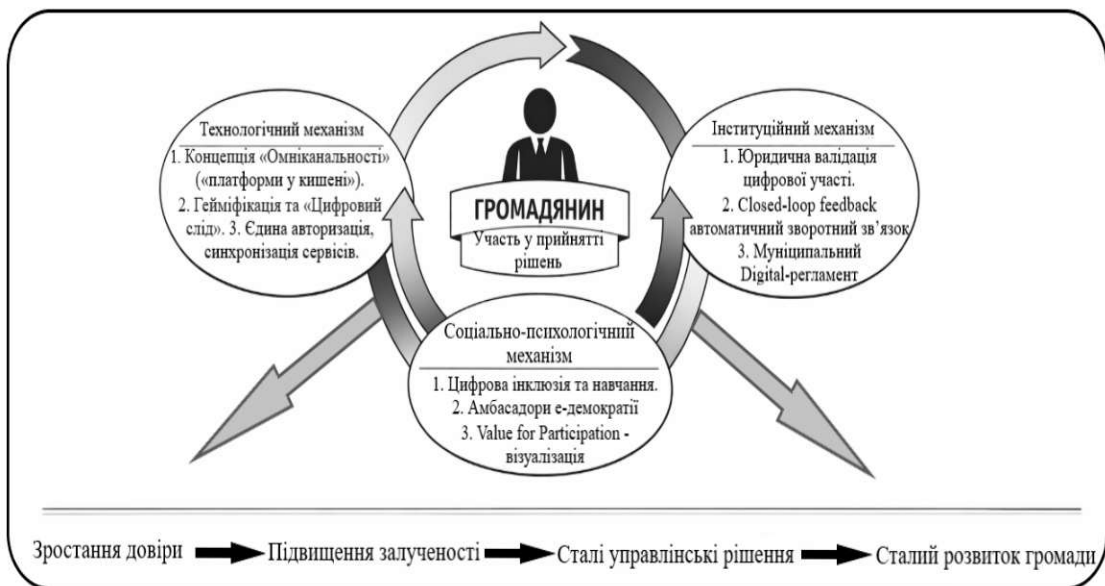 Технологічний механізм
1. Концепція «Омніканальності»
(«платформи у кишені»).
2. Гейміфікація та «Цифровий
слід». 3. Єдина авторизація,
синхронізація сервісів.
ГРОМАДЯНИН
Участь у прийнятті
рішень
Інституційний механізм
1. Юридична валідація
цифрової участі.
2. Closed-loop feedback
автоматичний зворотний зв’язок
3. Муніципальний
Digital-регламент
Соціально-психологічний
механізм
1. Цифрова інклюзія та навчання.
2. Амбасадори е-демократії
3. Value for Participation -
візуалізація
Зростання довіри
Підвищення залученості
Сталі управлінські рішення
Сталий розвиток громади